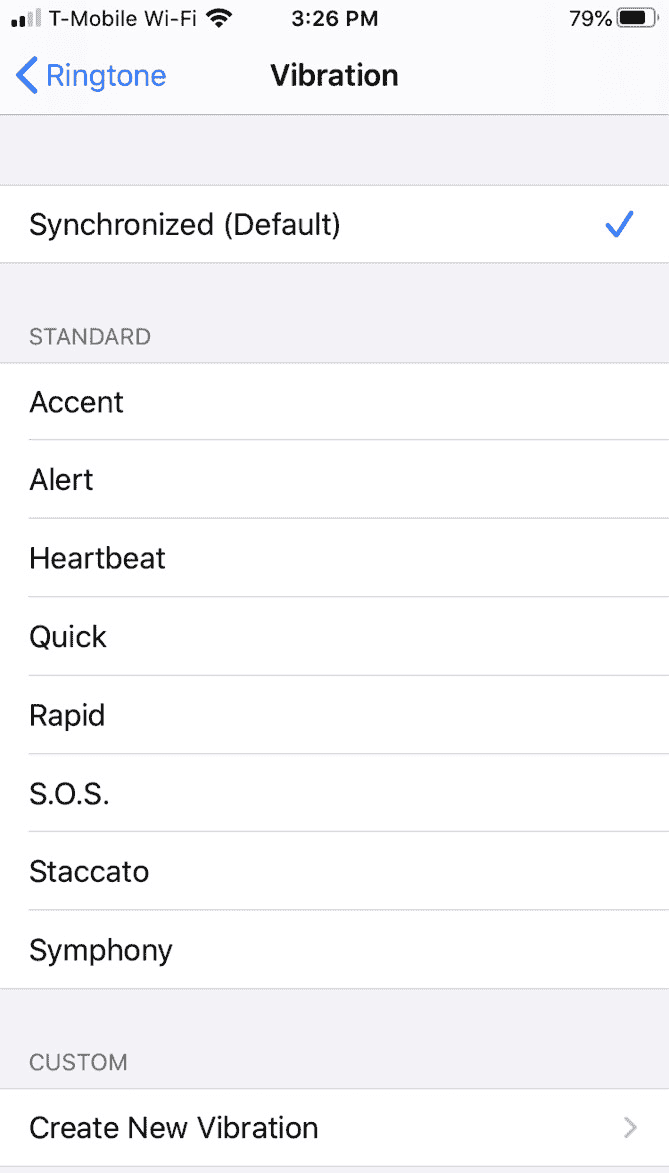 T-Mobile Wi-Fi 3:26 PM 79%
Ringtone Vibration
Synchronized (Default)
STANDARD
Accent
Alert
Heartbeat
Quick
Rapid
S.O.S.
Staccato
Symphony
CUSTOM
Create New Vibration